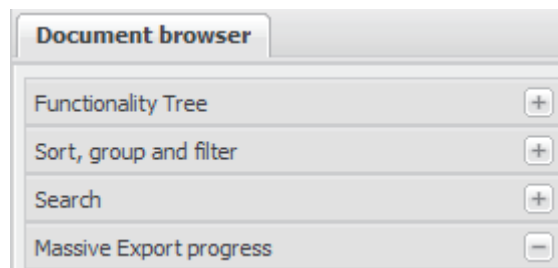 Document browser
Functionality Tree
Sort, group and filter
Search
Massive Export progress